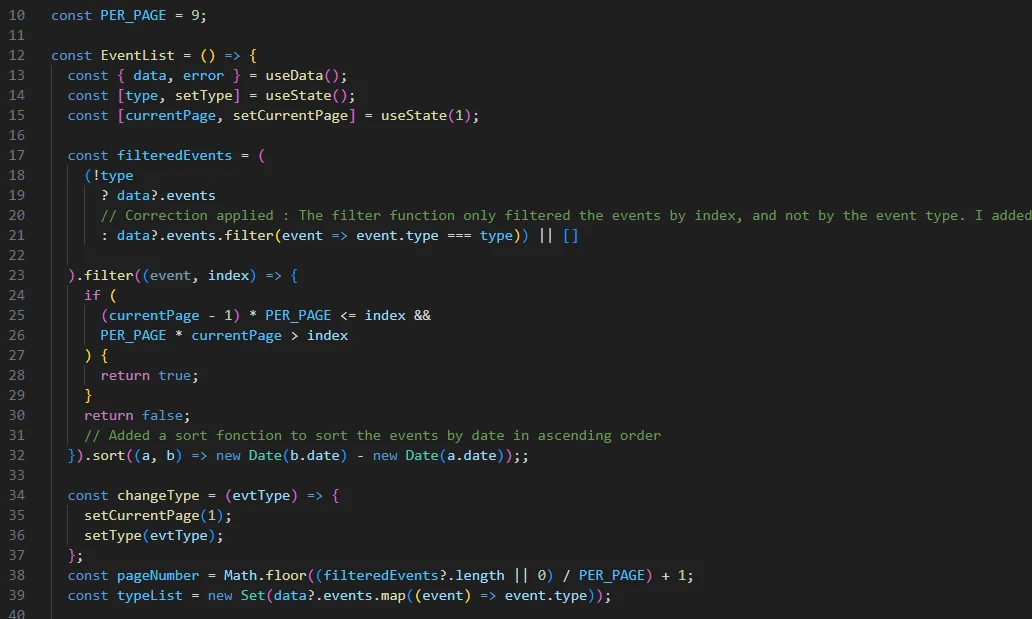 10 const PER_PAGE = 9;
11
12 const EventList = () => {
13 const { data, error } = useData();
14 const [type, setType] = useState();
15 const [currentPage, setCurrentPage] = useState(1);
16
17 const filteredEvents = (
18 (!type
19 ? data?.events
20 // Correction applied : The filter function only filtered the events by index, and not by the event type. I added
21 : data?.events.filter(event => event.type === type)) || []
22
23 ).filter((event, index) => {
24 if (
25 (currentPage - 1) * PER_PAGE <= index &&
26 PER_PAGE * currentPage > index
27 ) {
28 return true;
29 }
30 return false;
31 // Added a sort fonction to sort the events by date in ascending order
32 }).sort((a, b) => new Date(b.date) - new Date(a.date));;
33
34 const changeType = (evtType) => {
35 setCurrentPage(1);
36 setType(evtType);
37 };
38 const pageNumber = Math.floor((filteredEvents?.length || 0) / PER_PAGE) + 1;
39 const typeList = new Set(data?.events.map((event) => event.type));
40